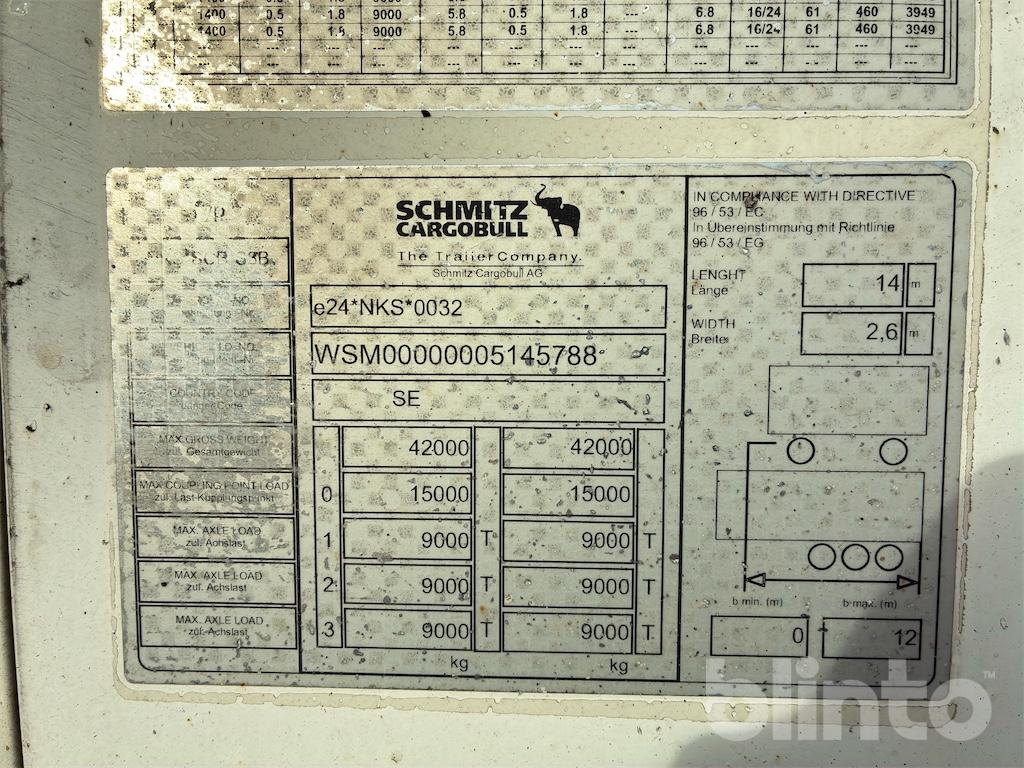 1400 0.5 1.8 9000 5.8 0.5 1.8 --- 6.8 16/24 61 460 3949
1400 0.5 1.8 9000 5.8 0.5 1.8 --- 6.8 16/24 61 460 3949
--- --- --- --- --- --- --- --- --- --- --- --- ---
--- --- --- --- --- --- --- --- --- --- --- --- ---
SCHMITZ
CARGOBULL
The Trailer Company.
Schmitz Cargobull AG
e24*NKS*0032
WSM00000005145788
COUNTRY CODE SE
MAX. GROSS WEIGHT 42000 T 42000 T
zul. Gesamtgewicht
MAX COUPLING POINT LOAD 0 15000 15000
zul. Last-Kupplungspunkt
MAX. AXLE LOAD 1 9000 T 9000 T
zul. Achslast
MAX. AXLE LOAD 2 9000 T 9000 T
zul. Achslast
MAX. AXLE LOAD 3 9000 T 9000 T
zul. Achslast
kg kg
IN COMPHANCE WITH DIRECTIVE
96 / 53 / EC
In Übereinstimmung mit Richtlinie
96 / 53 / EG
LENGHT 14 m
Länge
WIDTH 2,6 m
Breite
b min. (m) b max. (m)
0 12
blinto™